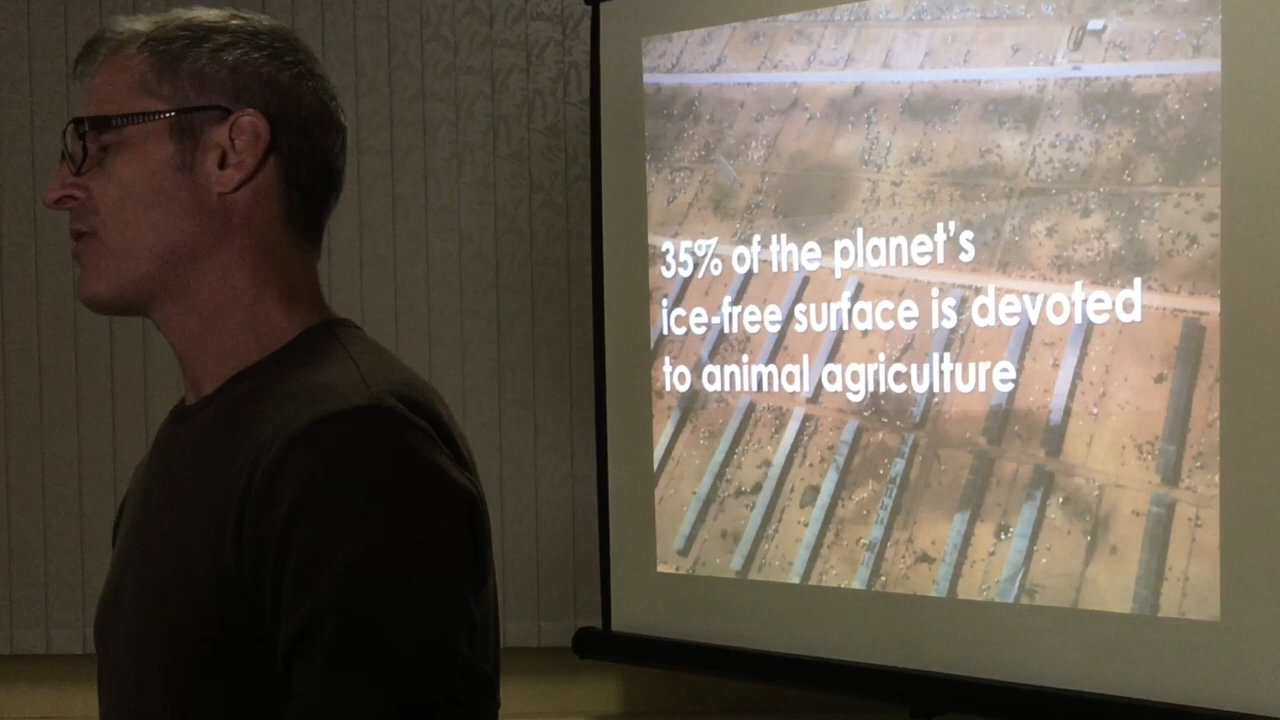 35% of the planet's
ice-free surface is devoted
to animal agriculture